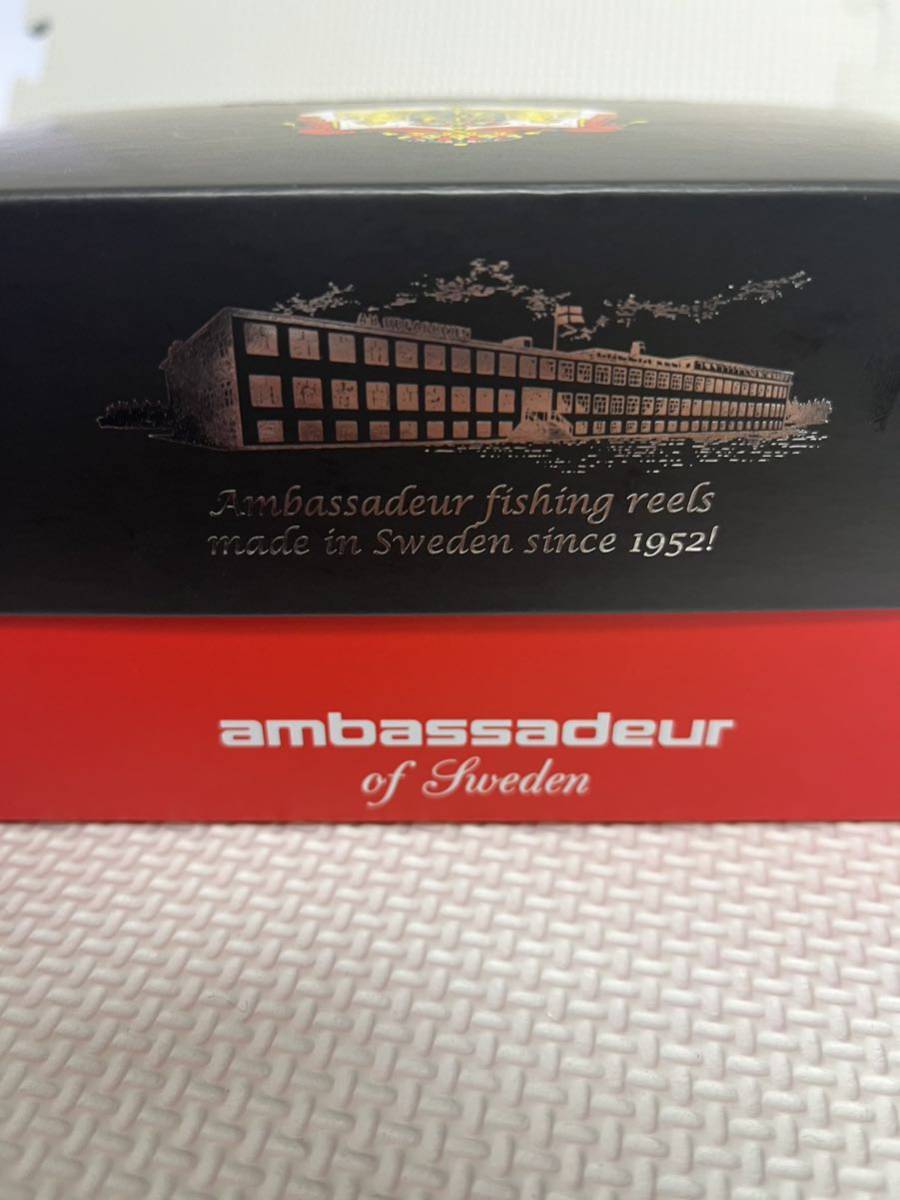 Ambassadeur fishing reels
made in Sweden since 1952!
ambassadeur
of Sweden